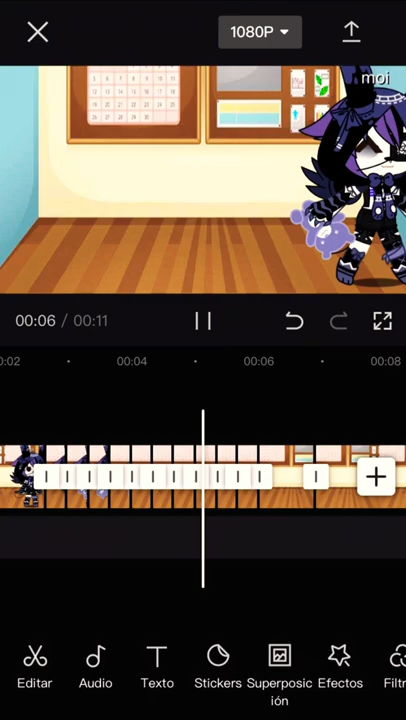 1080P
moi
00:06 / 00:11
0:02
00:04
00:06
00:08
Editar
Audio
Texto
Stickers
Superposic
ión
Efectos
Filtr